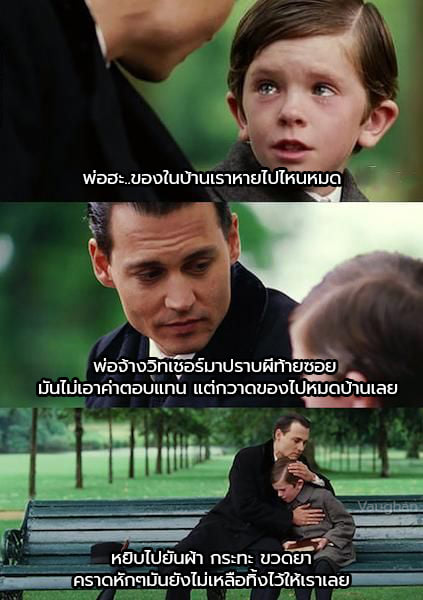 พ่อฮะ..ของในบ้านเราหายไปไหนหมด
พ่อจ้างวิทเชอร์มาปราบผีท้ายซอย
มันไม่เอาค่าตอบแทน แต่กวาดของไปหมดบ้านเลย
Vaughan
หยิบไปยันผ้า กระทะ ขวดยา
คราดหักๆมันยังไม่เหลือทิ้งไว้ให้เราเลย